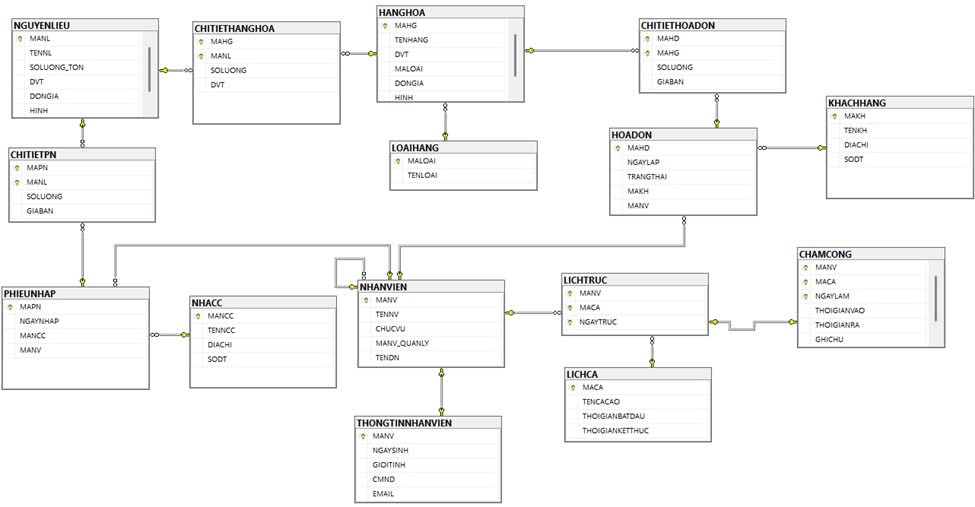 NGUYENLIEU
MANL
TENNL
SOLUONG_TON
DVT
DONGIA
HINH
CHITIETHANGHOA
MAHG
MANL
SOLUONG
DVT
HANGHOA
MAHG
TENHANG
DVT
MALOAI
DONGIA
HINH
CHITIETHOADON
MAHD
MAHG
SOLUONG
GIABAN
KHACHHANG
MAKH
TENKH
DIACHI
SODT
CHITIETPN
MAPN
MANL
SOLUONG
GIABAN
LOAIHANG
MALOAI
TENLOAI
HOADON
MAHD
NGAYLAP
TRANGTHAI
MAKH
MANV
PHIEUNHAP
MAPN
NGAYNHAP
MANCC
MANV
NHACC
MANCC
TENNCC
DIACHI
SODT
NHANVIEN
MANV
TENNV
CHUCVU
MANV_QUANLY
TENDN
LICHTRUC
MANV
MACA
NGAYTRUC
CHAMCONG
MANV
MACA
NGAYLAM
THOIGIANVAO
THOIGIANRA
GHICHU
LICHCA
MACA
TENCACAO
THOIGIANBATDAU
THOIGIANKETTHUC
THONGTINNHANVIEN
MANV
NGAYSINH
GIOITINH
CMND
EMAIL